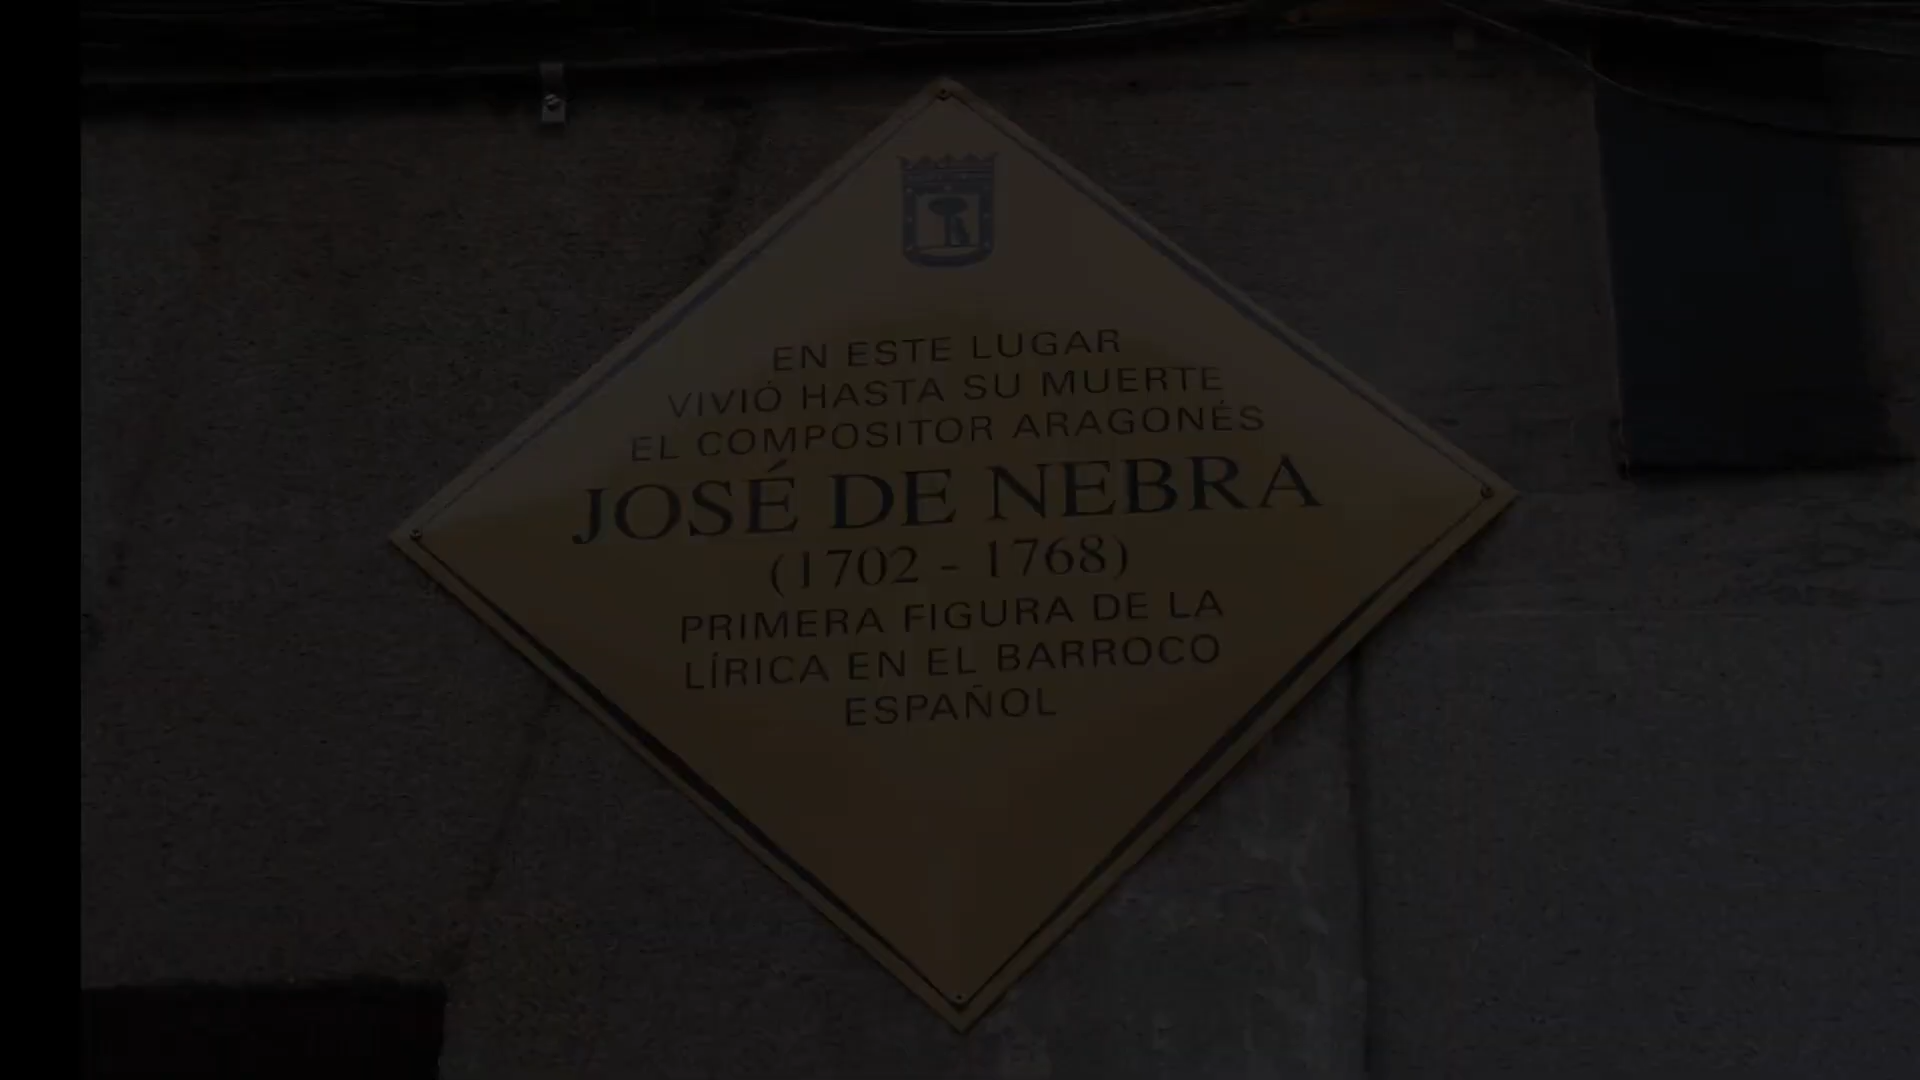 EN ESTE LUGAR
VIVIÓ HASTA SU MUERTE
EL COMPOSITOR ARAGONÉS
JOSÉ DE NEBRA
(1702 - 1768)
PRIMERA FIGURA DE LA
LÍRICA EN EL BARROCO
ESPAÑOL